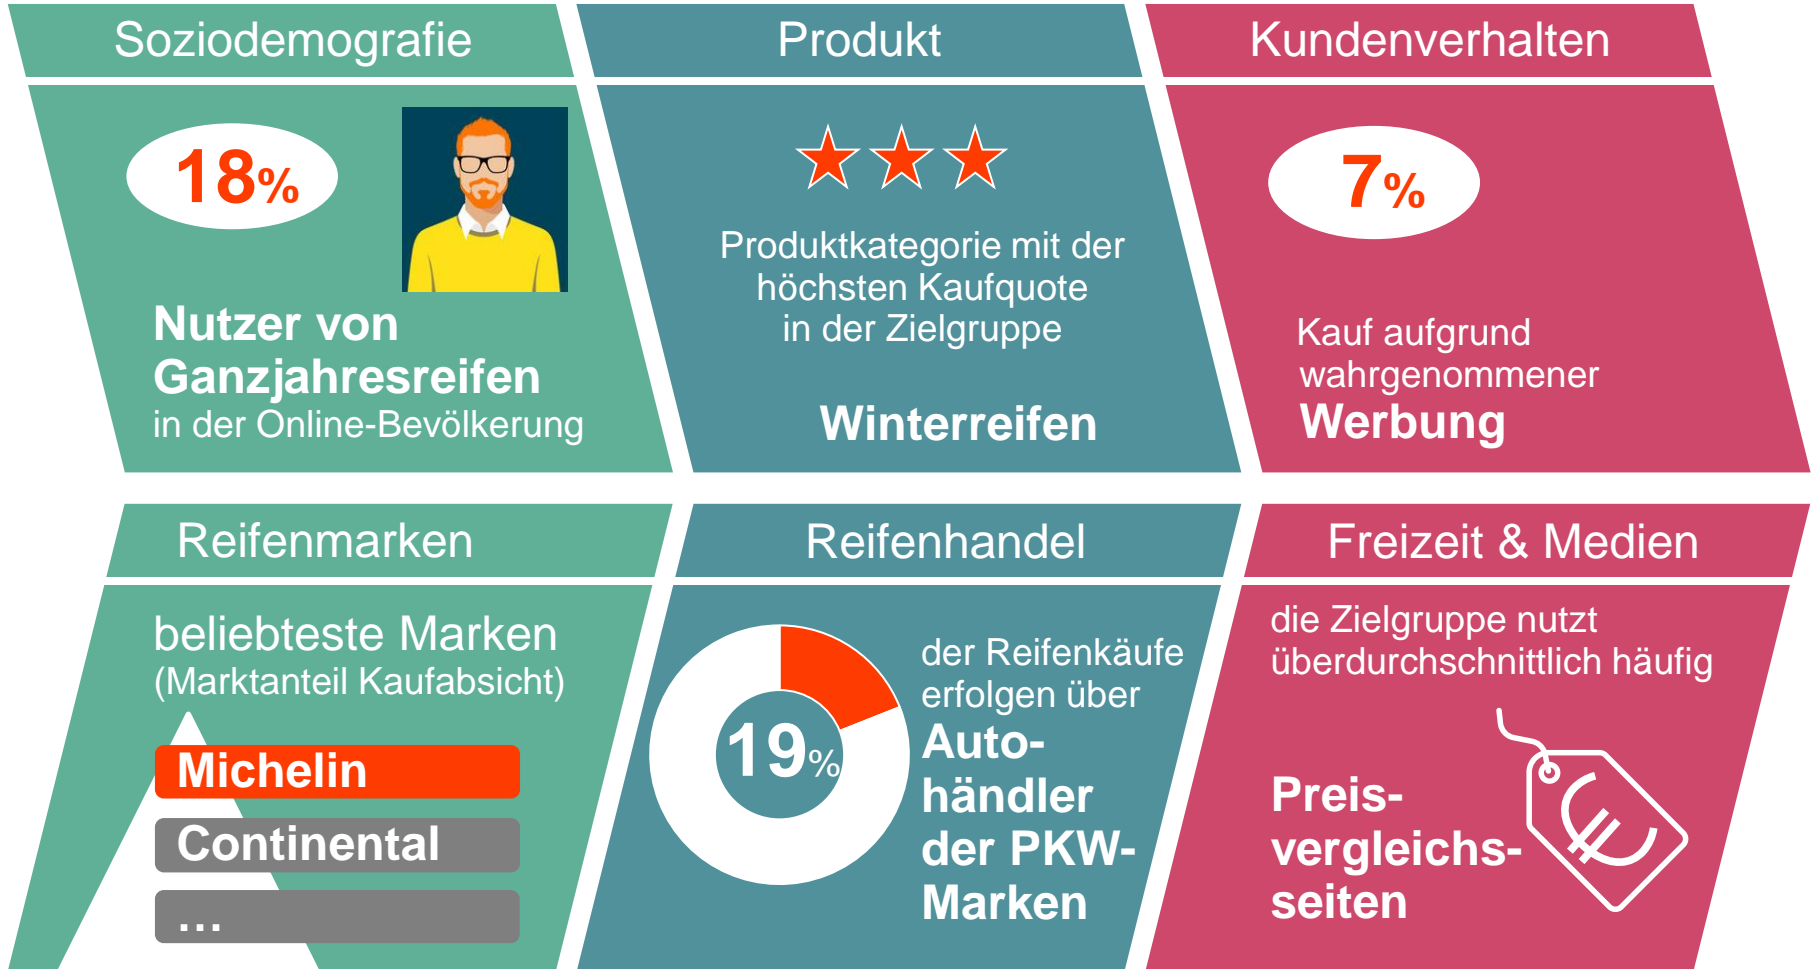 Soziodemografie
18%
Nutzer von
Ganzjahresreifen
in der Online-Bevölkerung
Produkt
Produktkategorie mit der
höchsten Kaufquote
in der Zielgruppe
Winterreifen
Kundenverhalten
7%
Kauf aufgrund
wahrgenommener
Werbung
Reifenmarken
beliebteste Marken
(Marktanteil Kaufabsicht)
Michelin
Continental
...
Reifenhandel
19%
der Reifenkäufe
erfolgen über
Auto-
händler
der PKW-
Marken
Freizeit & Medien
die Zielgruppe nutzt
überdurchschnittlich häufig
Preis-
vergleichs-
seiten
€